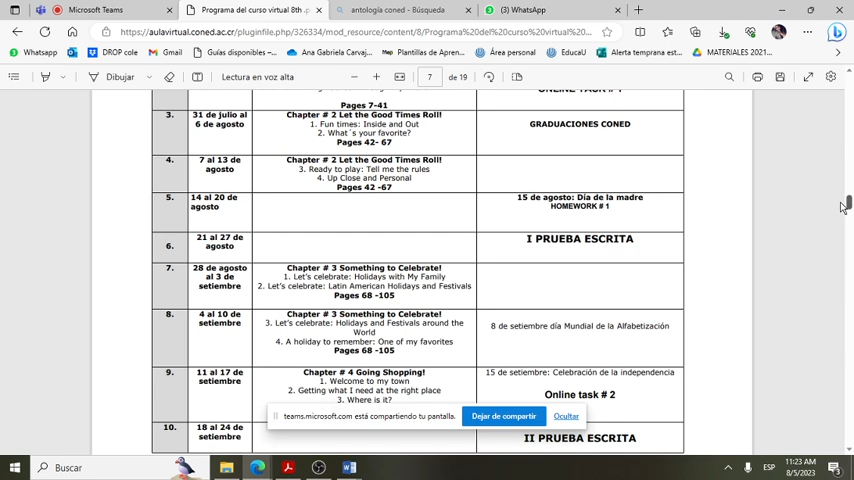 Microsoft Teams
Programa del curso virtual 8th .p
antología coned - Búsqueda
(3) WhatsApp
https://aulavirtual.coned.ac.cr/pluginfile.php/326334/mod_resource/content/8/Programa%20del%20curso%20virtual%...
Whatsapp
DROP cole
Gmail
Guías disponibles –...
Ana Gabriela Carvaj...
Plantillas de Apren...
Área personal
EducaU
Alerta temprana est...
MATERIALES 2021...
Dibujar
Lectura en voz alta
7
de 19
Pages 7-41
3.
31 de julio al
6 de agosto
Chapter # 2 Let the Good Times Roll!
1. Fun times: Inside and Out
2. What´s your favorite?
Pages 42- 67
GRADUACIONES CONED
4.
7 al 13 de
agosto
Chapter # 2 Let the Good Times Roll!
3. Ready to play: Tell me the rules
4. Up Close and Personal
Pages 42 -67
5.
14 al 20 de
agosto
15 de agosto: Día de la madre
HOMEWORK # 1
6.
21 al 27 de
agosto
I PRUEBA ESCRITA
7.
28 de agosto
al 3 de
setiembre
Chapter # 3 Something to Celebrate!
1. Let's celebrate: Holidays with My Family
2. Let's celebrate: Latin American Holidays and Festivals
Pages 68 -105
8.
4 al 10 de
setiembre
Chapter # 3 Something to Celebrate!
3. Let's celebrate: Holidays and Festivals around the
World
4. A holiday to remember: One of my favorites
Pages 68 -105
8 de setiembre día Mundial de la Alfabetización
9.
11 al 17 de
setiembre
Chapter # 4 Going Shopping!
1. Welcome to my town
2. Getting what I need at the right place
3. Where is it?
15 de setiembre: Celebración de la independencia
Online task # 2
teams.microsoft.com está compartiendo tu pantalla.
Dejar de compartir
Ocultar
10.
18 al 24 de
setiembre
II PRUEBA ESCRITA
Buscar
ESP
11:23 AM
8/5/2023
3